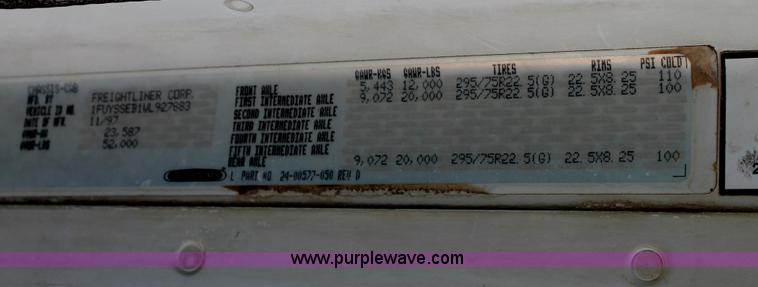 CHASSIS-CAB
MFD. BY FREIGHTLINER CORP.
VEHICLE ID NO. 1FUYSSEB1WL927883
DATE OF MFR. 11/97
GVWR-KG 23,587
GVWR-LBS 52,000
GAWR-KGS GAWR-LBS TIRES RIMS PSI COLD
FRONT AXLE 5,443 12,000 295/75R22.5(G) 22.5X8.25 110
FIRST INTERMEDIATE AXLE 9,072 20,000 295/75R22.5(G) 22.5X8.25 100
SECOND INTERMEDIATE AXLE
THIRD INTERMEDIATE AXLE
FOURTH INTERMEDIATE AXLE
FIFTH INTERMEDIATE AXLE
REAR AXLE 9,072 20,000 295/75R22.5(G) 22.5X8.25 100
L PART NO. 24-00577-050 REV D
www.purplewave.com